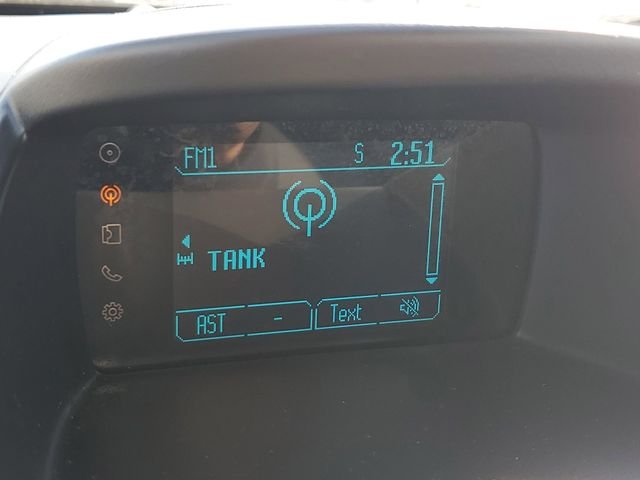 FM1 S 2:51
TANK
AST - Text